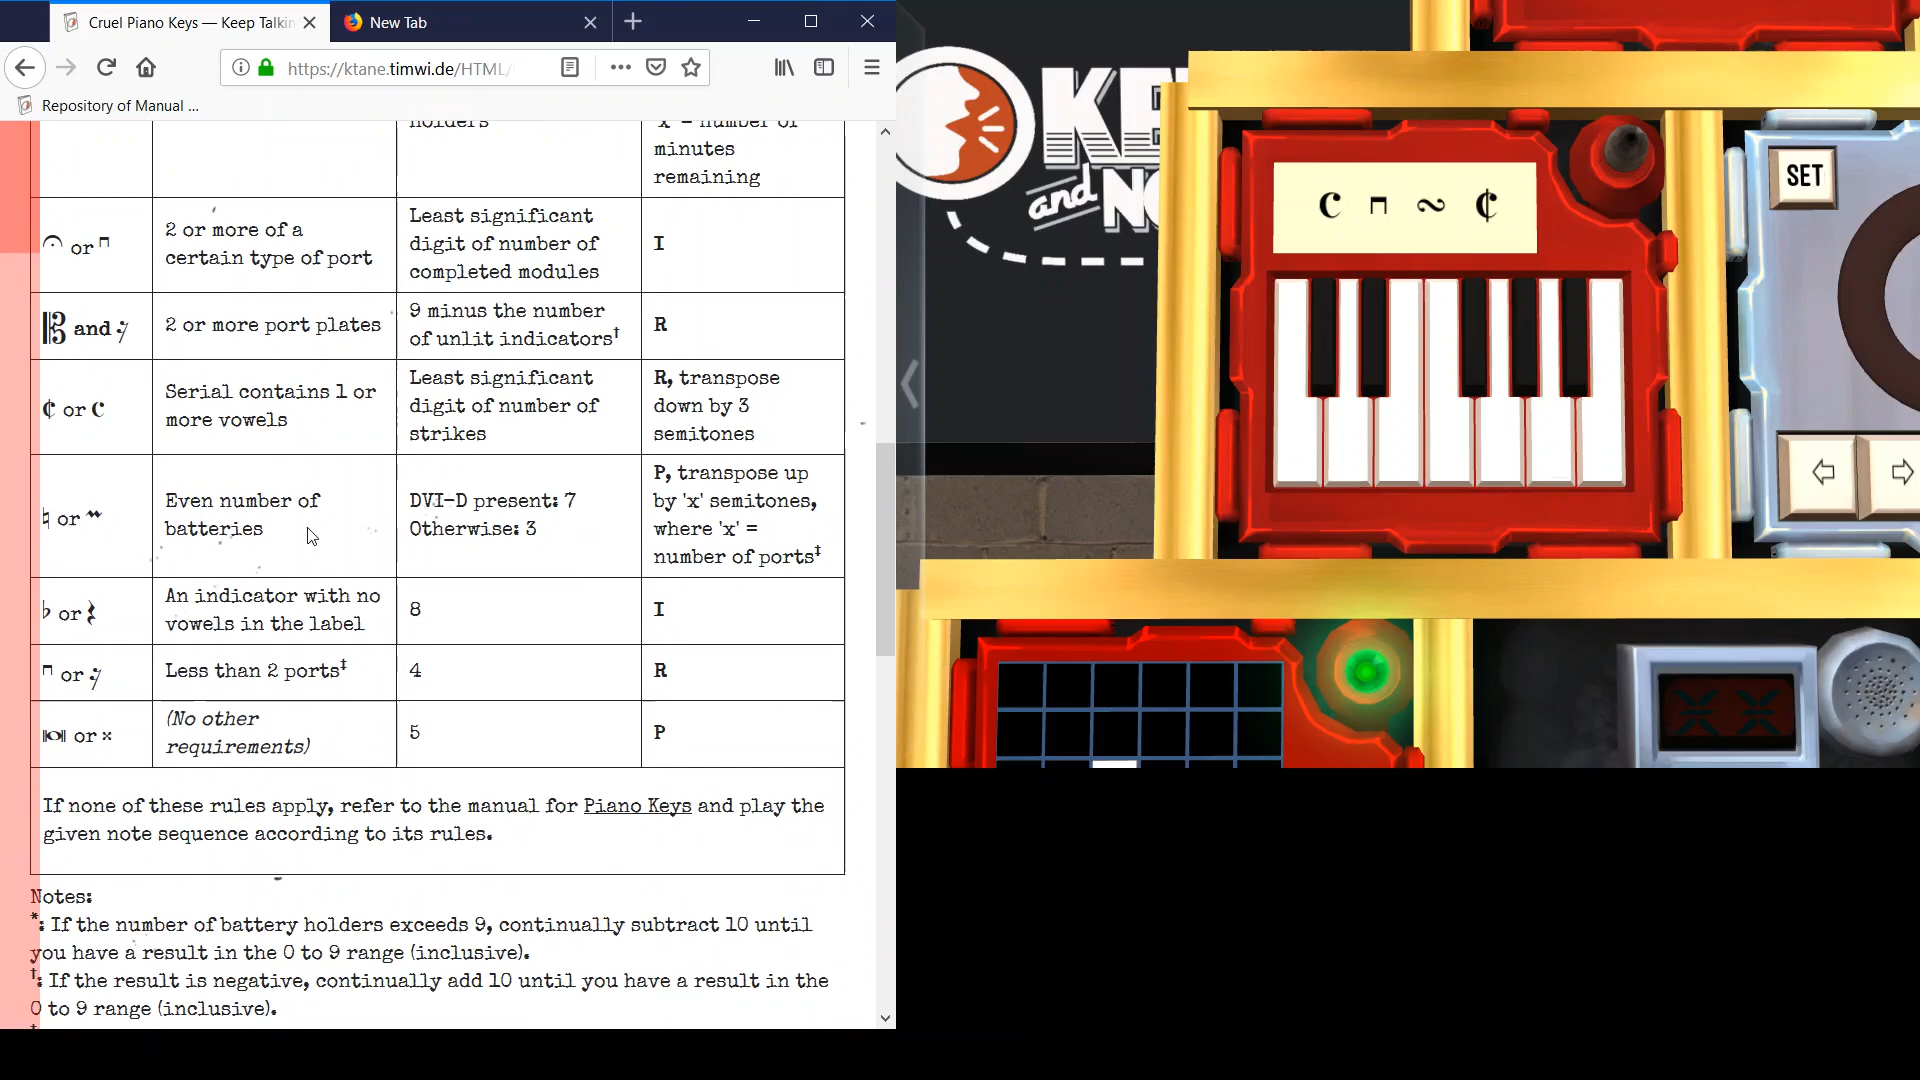 Cruel Piano Keys — Keep Talkin
New Tab
https://ktane.timwi.de/HTML/
Repository of Manual ...
holders
'x' = number of
minutes
remaining
𝄐 or ⊓
2 or more of a
certain type of port
Least significant
digit of number of
completed modules
I
𝄡 and 𝄿
2 or more port plates
9 minus the number
of unlit indicators†
R
¢ or c
Serial contains 1 or
more vowels
Least significant
digit of number of
strikes
R, transpose
down by 3
semitones
♮ or 𝆝
Even number of
batteries
DVI-D present: 7
Otherwise: 3
P, transpose up
by 'x' semitones,
where 'x' =
number of ports‡
♭ or 𝄽
An indicator with no
vowels in the label
8
I
⊓ or 𝄿
Less than 2 ports‡
4
R
𝅜 or 𝄪
(No other
requirements)
5
P
If none of these rules apply, refer to the manual for Piano Keys and play the
given note sequence according to its rules.
Notes:
*: If the number of battery holders exceeds 9, continually subtract 10 until
you have a result in the 0 to 9 range (inclusive).
†: If the result is negative, continually add 10 until you have a result in the
0 to 9 range (inclusive).
and
c ⊓ ~ ¢
SET